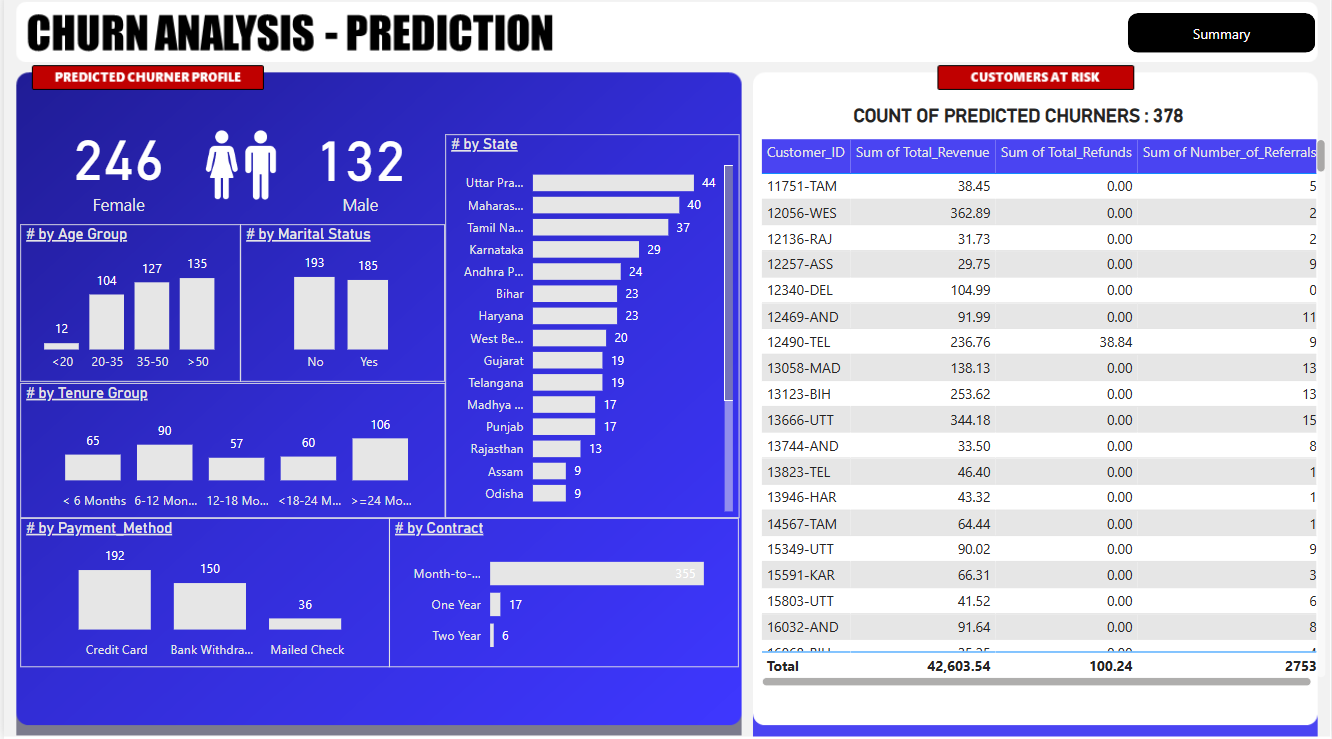 CHURN ANALYSIS - PREDICTION
Summary
PREDICTED CHURNER PROFILE
246
Female
132
Male
# by Age Group
12
104
127
135
<20 20-35 35-50 >50
# by Marital Status
193
185
No Yes
# by Tenure Group
65
90
57
60
106
< 6 Months 6-12 Mon... 12-18 Mo... <18-24 M... >=24 Mo...
# by Payment_Method
192
150
36
Credit Card Bank Withdra... Mailed Check
# by State
Uttar Pra... 44
Maharas... 40
Tamil Na... 37
Karnataka 29
Andhra P... 24
Bihar 23
Haryana 23
West Be... 20
Gujarat 19
Telangana 19
Madhya ... 17
Punjab 17
Rajasthan 13
Assam 9
Odisha 9
# by Contract
Month-to-... 355
One Year 17
Two Year 6
CUSTOMERS AT RISK
COUNT OF PREDICTED CHURNERS : 378
Customer_ID Sum of Total_Revenue Sum of Total_Refunds Sum of Number_of_Referrals
11751-TAM 38.45 0.00 5
12056-WES 362.89 0.00 2
12136-RAJ 31.73 0.00 2
12257-ASS 29.75 0.00 9
12340-DEL 104.99 0.00 0
12469-AND 91.99 0.00 11
12490-TEL 236.76 38.84 9
13058-MAD 138.13 0.00 13
13123-BIH 253.62 0.00 13
13666-UTT 344.18 0.00 15
13744-AND 33.50 0.00 8
13823-TEL 46.40 0.00 1
13946-HAR 43.32 0.00 1
14567-TAM 64.44 0.00 1
15349-UTT 90.02 0.00 9
15591-KAR 66.31 0.00 3
15803-UTT 41.52 0.00 6
16032-AND 91.64 0.00 8
Total 42,603.54 100.24 2753